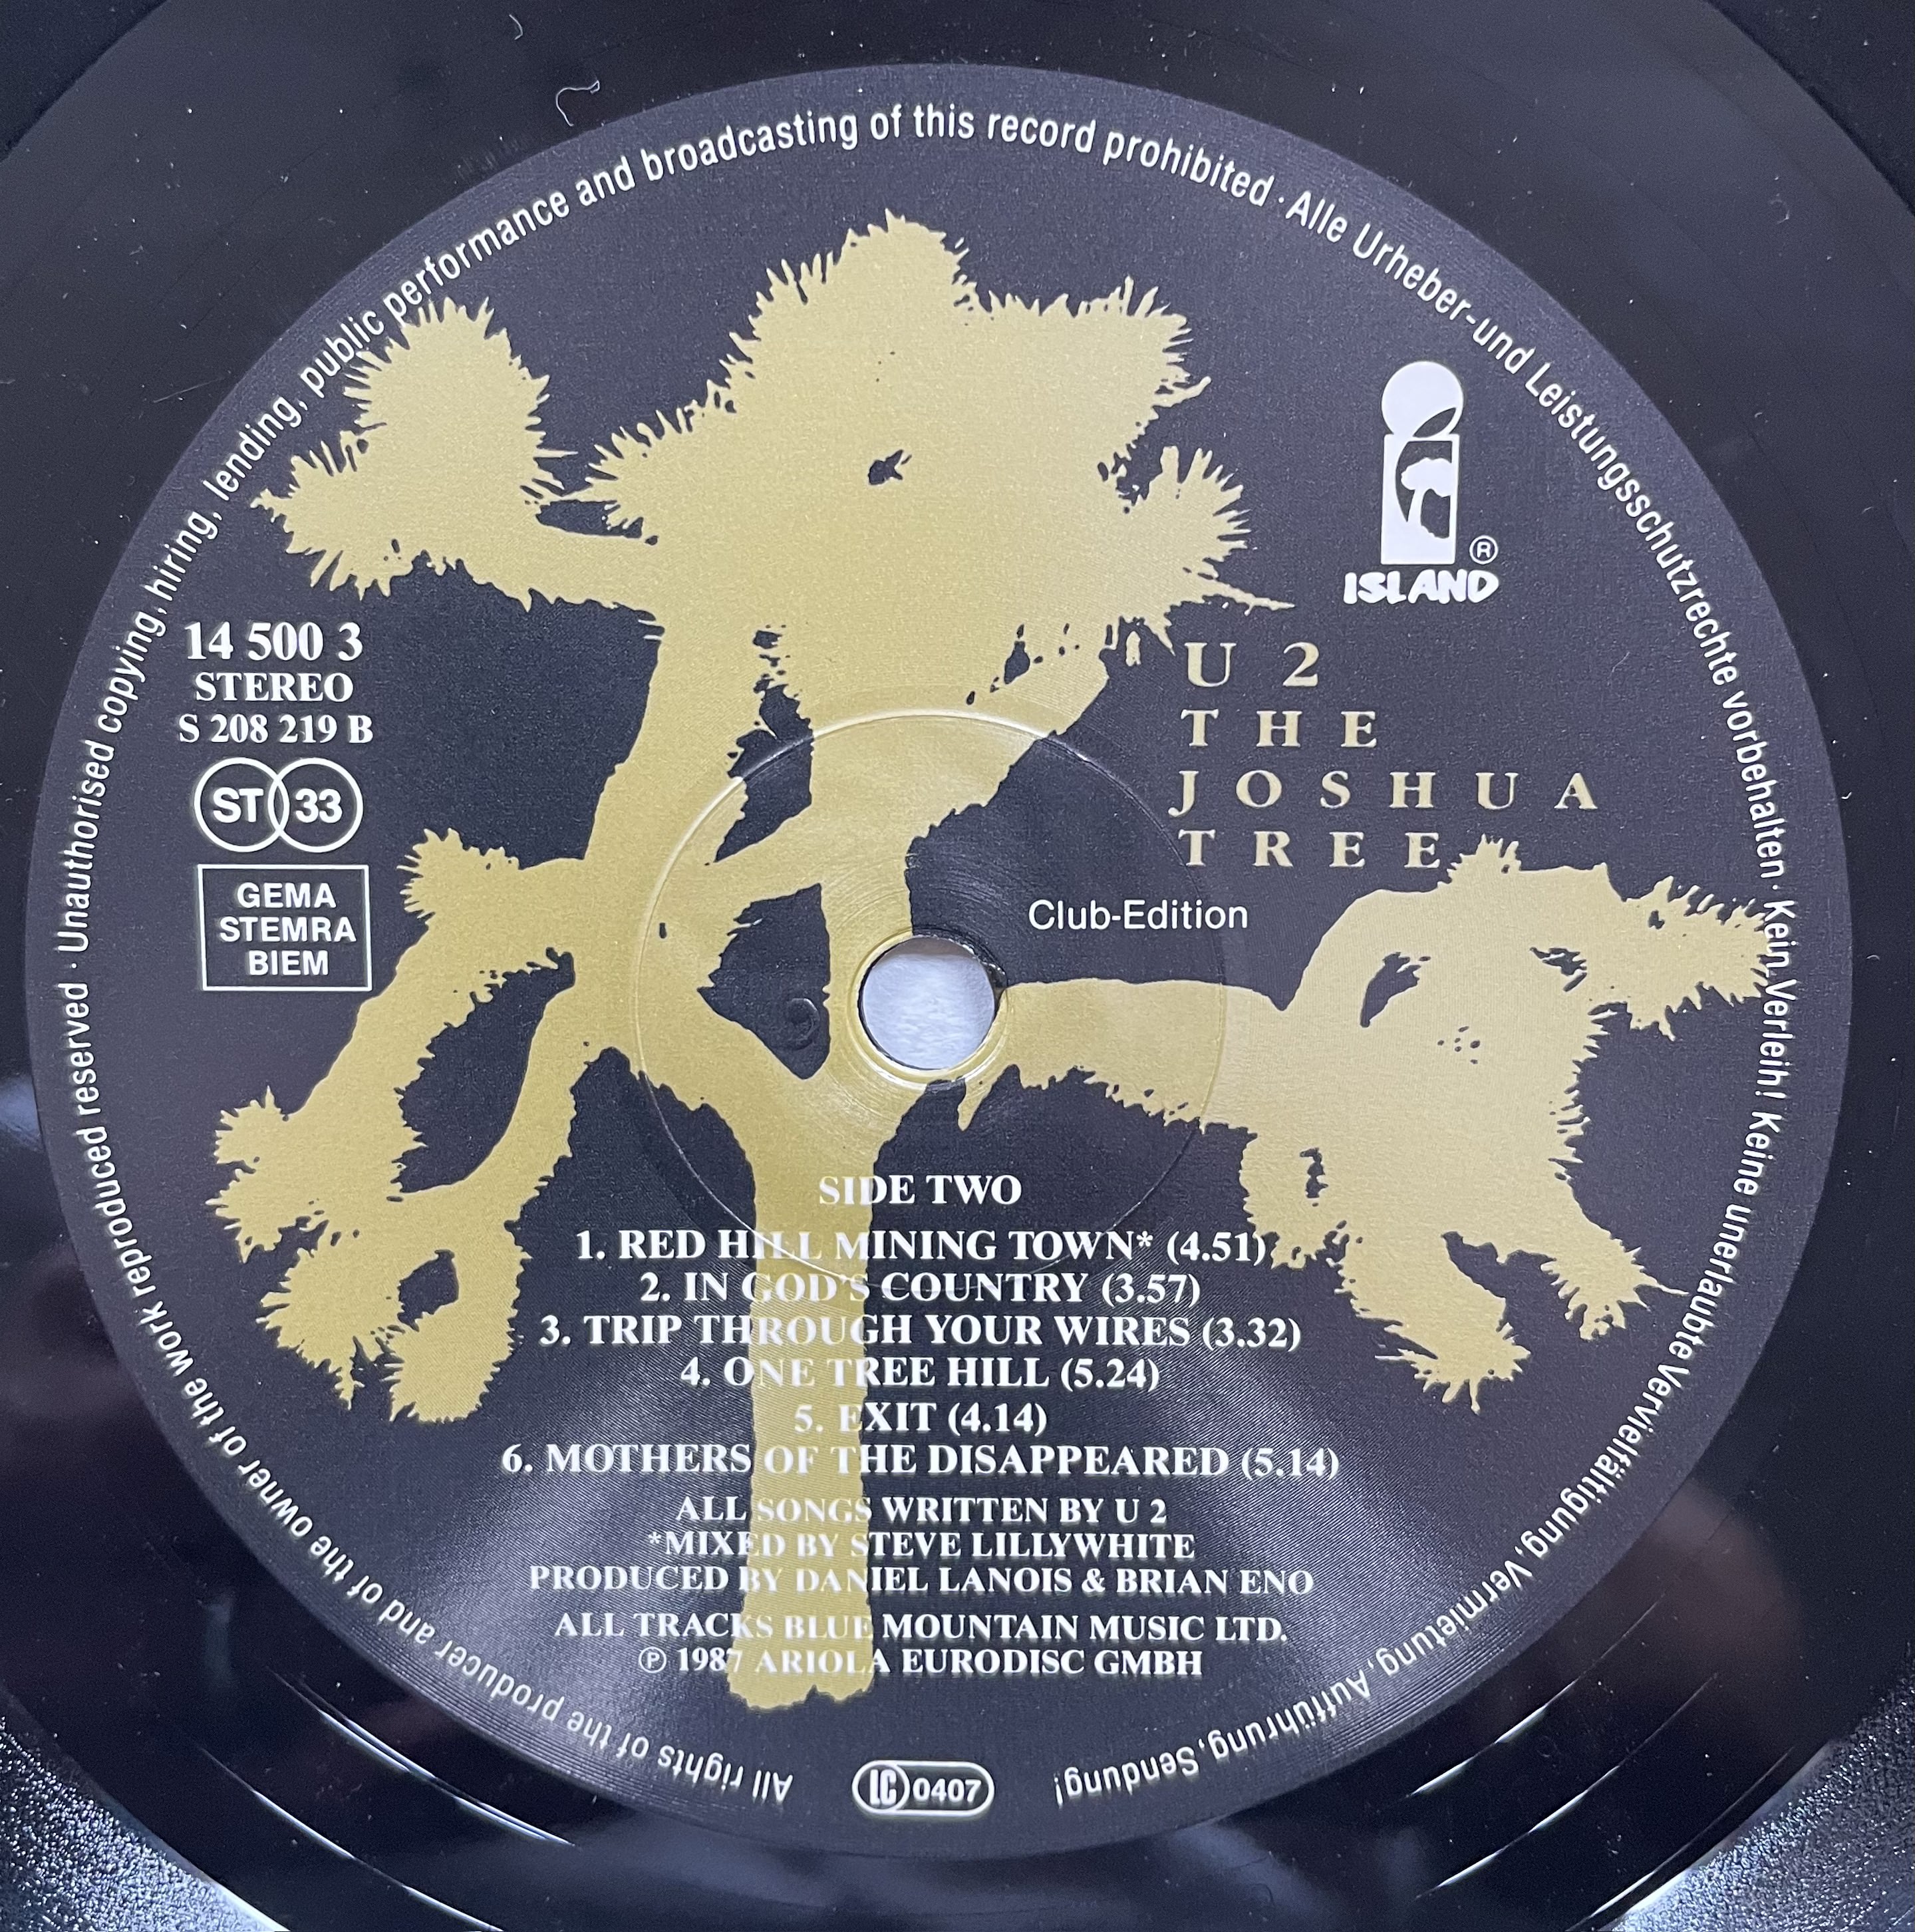 All rights of the producer and of the owner of the work reproduced reserved · Unauthorised copying, hiring, lending, public performance and broadcasting of this record prohibited · Alle Urheber-und Leistungsschutzrechte vorbehalten · Kein Verleih! Keine unerlaubte Vervielfältigung, Vermietung, Aufführung, Sendung!
ISLAND ®
14 500 3
STEREO
S 208 219 B
ST 33
GEMA
STEMRA
BIEM
U 2
THE
JOSHUA
TREE
Club-Edition
SIDE TWO
1. RED HILL MINING TOWN* (4.51)
2. IN GOD'S COUNTRY (3.57)
3. TRIP THROUGH YOUR WIRES (3.32)
4. ONE TREE HILL (5.24)
5. EXIT (4.14)
6. MOTHERS OF THE DISAPPEARED (5.14)
ALL SONGS WRITTEN BY U 2
*MIXED BY STEVE LILLYWHITE
PRODUCED BY DANIEL LANOIS & BRIAN ENO
ALL TRACKS BLUE MOUNTAIN MUSIC LTD.
℗ 1987 ARIOLA EURODISC GMBH
LC 0407